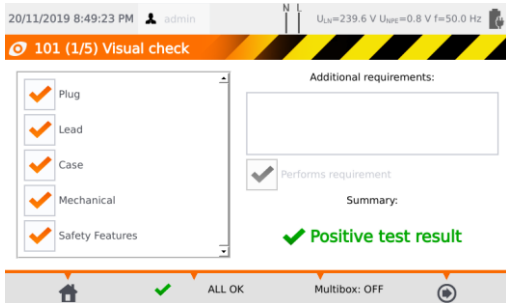 20/11/2019 8:49:23 PM admin N L U_LN=239.6 V U_NPE=0.8 V f=50.0 Hz
101 (1/5) Visual check
Additional requirements:
Plug
Lead
Case
Performs requirement
Mechanical
Summary:
Safety Features
Positive test result
ALL OK Multibox: OFF